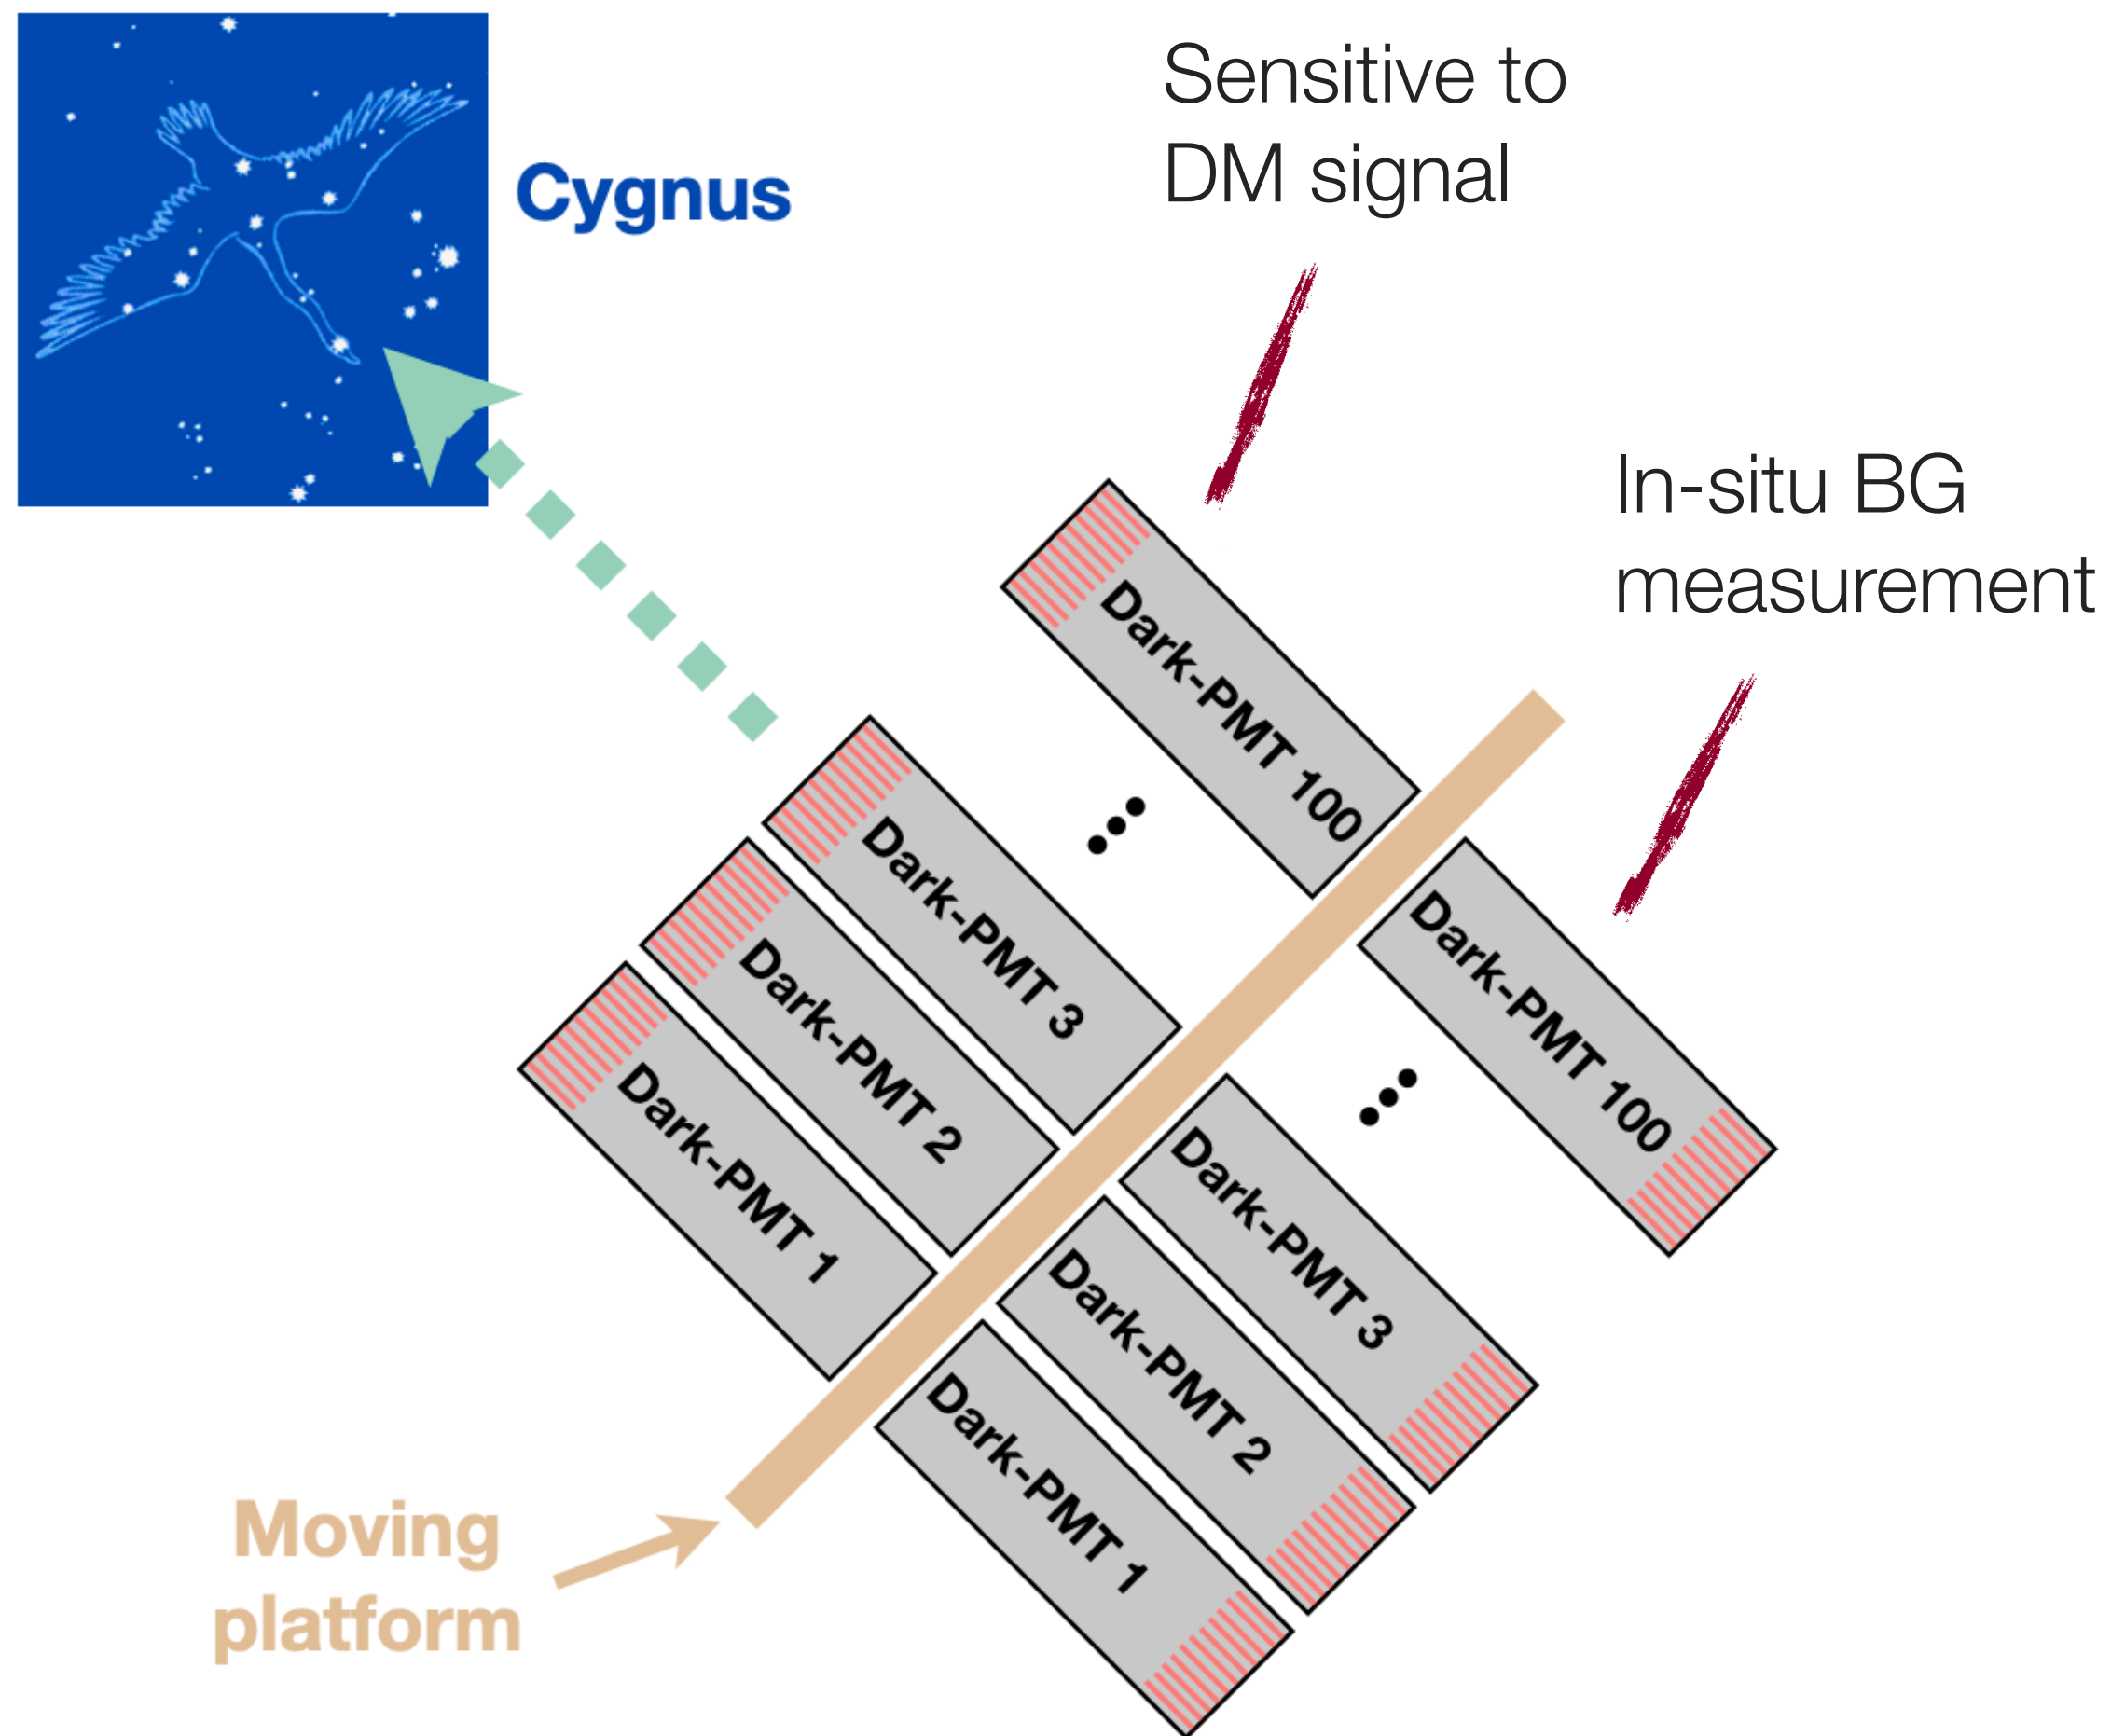 Sensitive to
DM signal
Cygnus
In-situ BG
measurement
Dark-PMT 100
Dark-PMT 3
Dark-PMT 2
Dark-PMT 1
Dark-PMT 100
Dark-PMT 3
Dark-PMT 2
Dark-PMT 1
Moving
platform